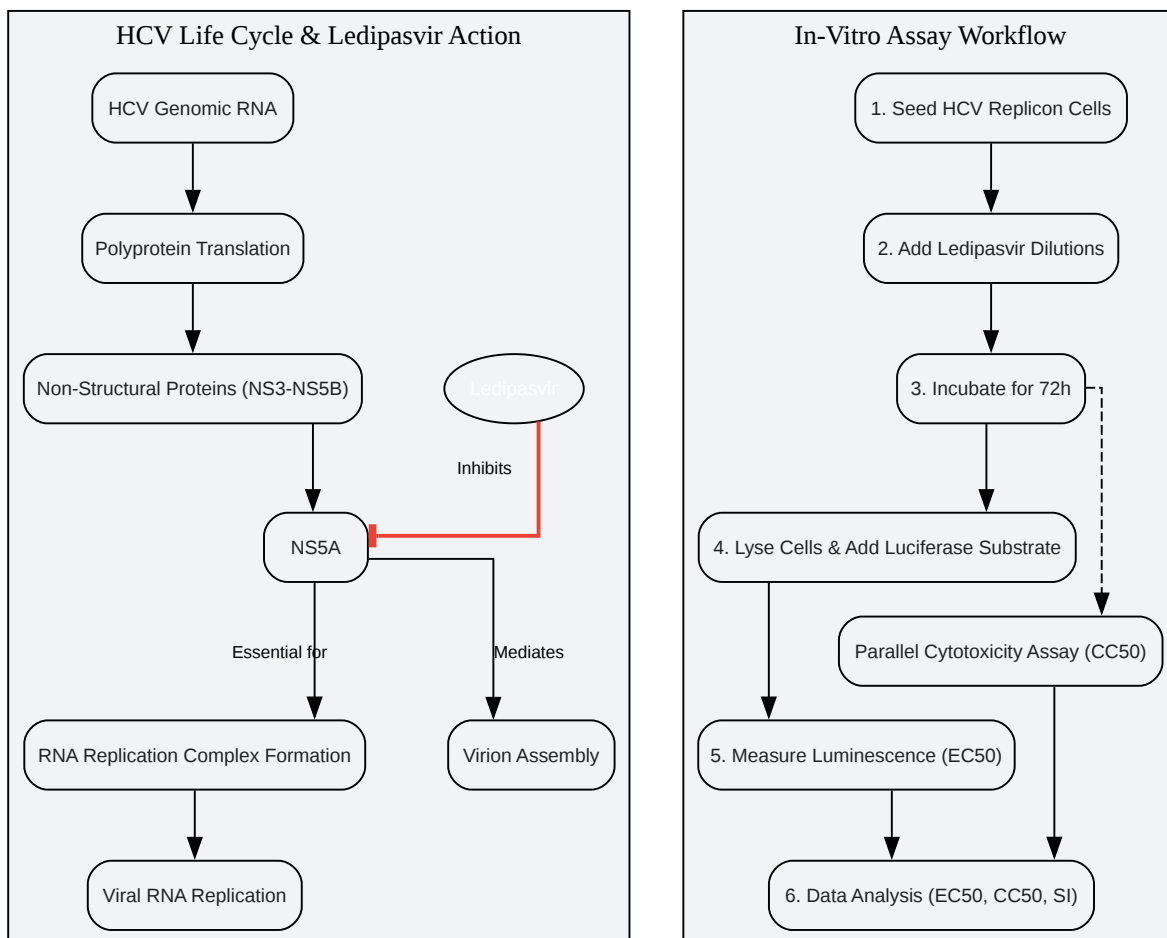 HCV Life Cycle & Ledipasvir Action
HCV Genomic RNA
Polyprotein Translation
Non-Structural Proteins (NS3-NS5B)
Ledipasvir
Inhibits
NS5A
Essential for
Mediates
RNA Replication Complex Formation
Virion Assembly
Viral RNA Replication
In-Vitro Assay Workflow
1. Seed HCV Replicon Cells
2. Add Ledipasvir Dilutions
3. Incubate for 72h
4. Lyse Cells & Add Luciferase Substrate
Parallel Cytotoxicity Assay (CC50)
5. Measure Luminescence (EC50)
6. Data Analysis (EC50, CC50, SI)